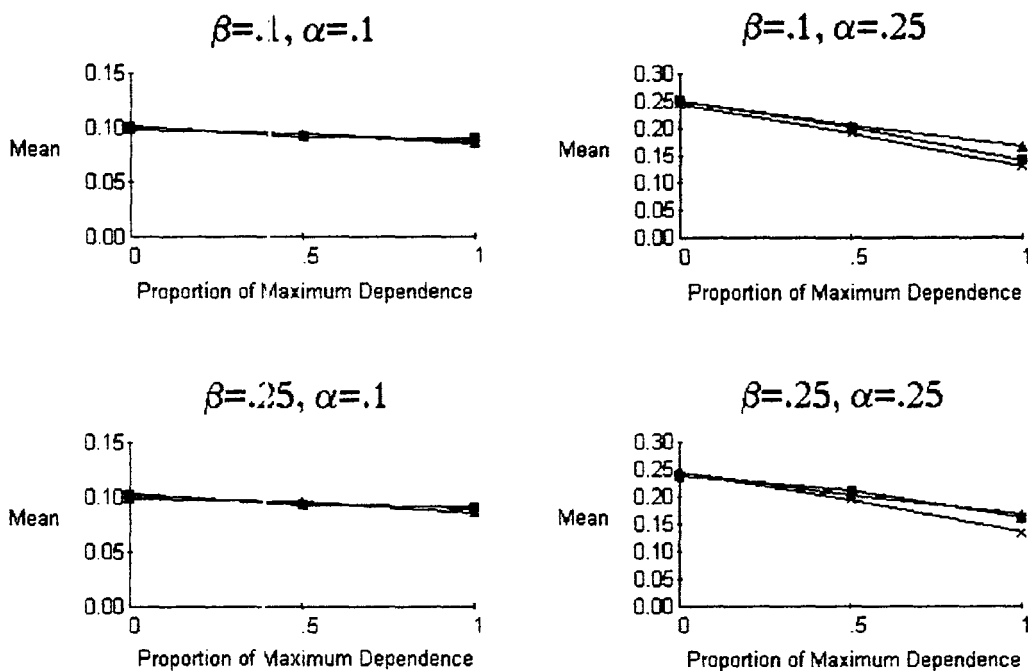 β=.1, α=.1
0.15
0.10
Mean
0.05
0.00
0 .5 1
Proportion of Maximum Dependence
β=.1, α=.25
0.30
0.25
0.20
Mean
0.15
0.10
0.05
0.00
0 .5 1
Proportion of Maximum Dependence
β=.25, α=.1
0.15
0.10
Mean
0.05
0.00
0 .5 1
Proportion of Maximum Dependence
β=.25, α=.25
0.30
0.25
0.20
Mean
0.15
0.10
0.05
0.00
0 .5 1
Proportion of Maximum Dependence